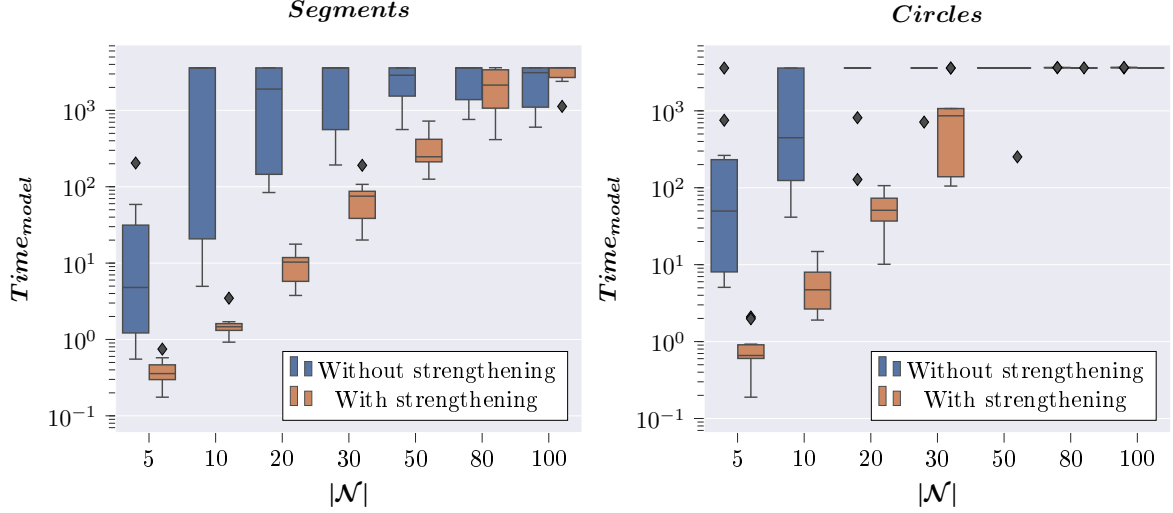 Segments
Time_model
10^3
10^2
10^1
10^0
10^−1
5 10 20 30 50 80 100
|𝒩|
Without strengthening
With strengthening
Circles
Time_model
10^3
10^2
10^1
10^0
10^−1
5 10 20 30 50 80 100
|𝒩|
Without strengthening
With strengthening